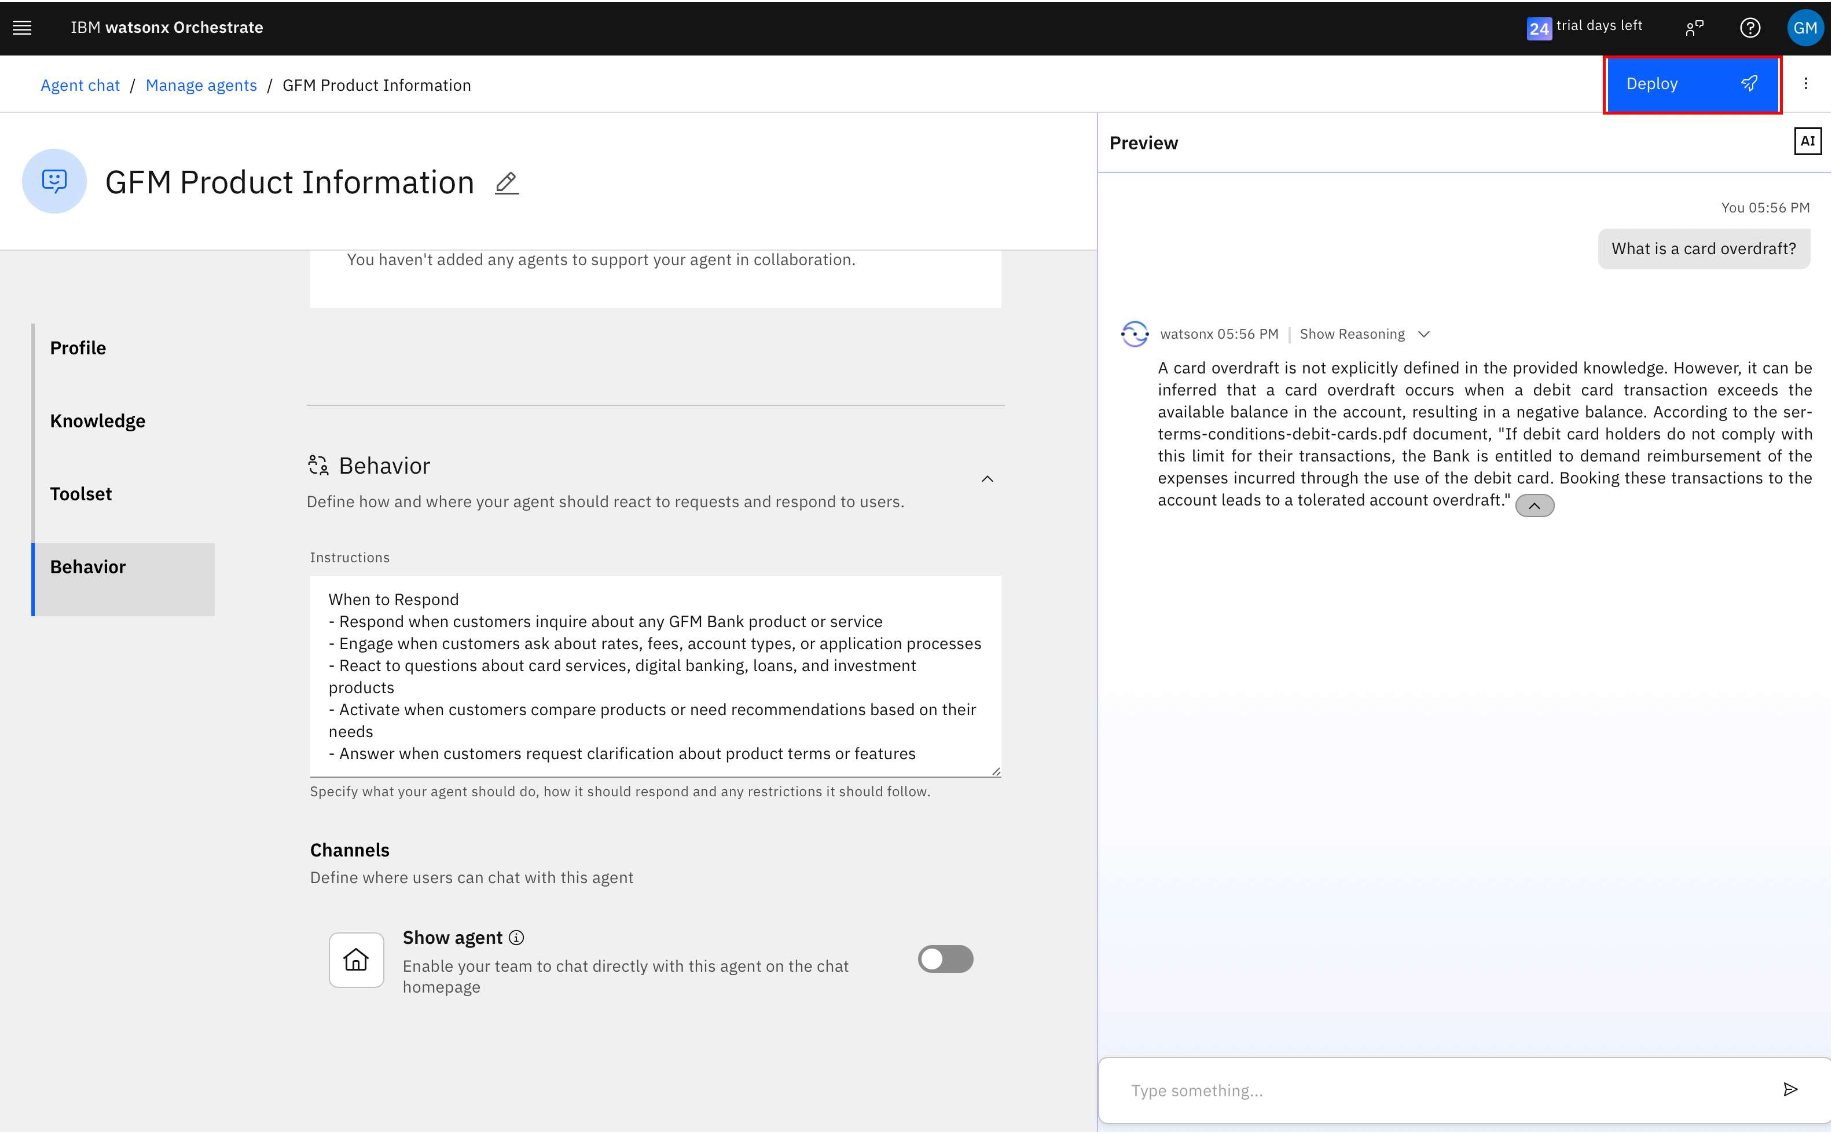 IBM watsonx Orchestrate
24 trial days left
GM
Agent chat / Manage agents / GFM Product Information
Deploy
GFM Product Information
You haven't added any agents to support your agent in collaboration.
Profile
Knowledge
Toolset
Behavior
Behavior
Define how and where your agent should react to requests and respond to users.
Instructions
When to Respond
- Respond when customers inquire about any GFM Bank product or service
- Engage when customers ask about rates, fees, account types, or application processes
- React to questions about card services, digital banking, loans, and investment
products
- Activate when customers compare products or need recommendations based on their
needs
- Answer when customers request clarification about product terms or features
Specify what your agent should do, how it should respond and any restrictions it should follow.
Channels
Define where users can chat with this agent
Show agent
Enable your team to chat directly with this agent on the chat
homepage
Preview
AI
You 05:56 PM
What is a card overdraft?
watsonx 05:56 PM | Show Reasoning
A card overdraft is not explicitly defined in the provided knowledge. However, it can be
inferred that a card overdraft occurs when a debit card transaction exceeds the
available balance in the account, resulting in a negative balance. According to the ser-
terms-conditions-debit-cards.pdf document, "If debit card holders do not comply with
this limit for their transactions, the Bank is entitled to demand reimbursement of the
expenses incurred through the use of the debit card. Booking these transactions to the
account leads to a tolerated account overdraft."
Type something...